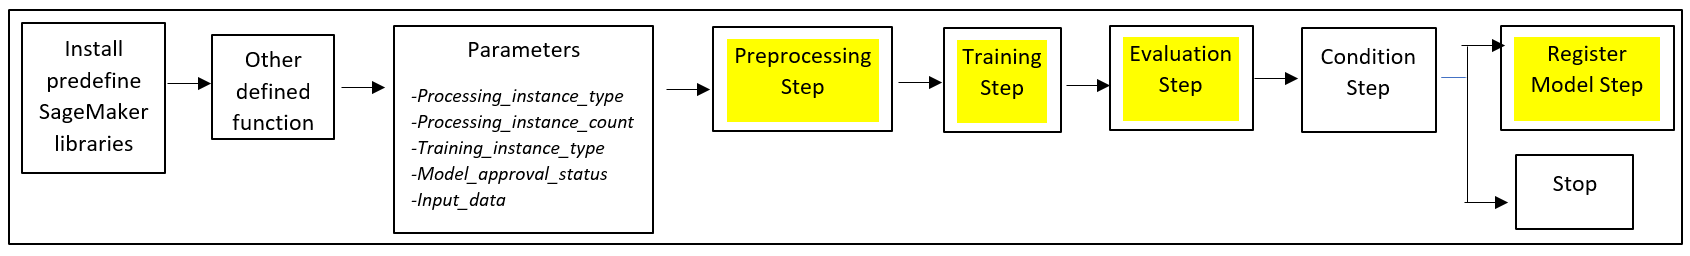 Install
predefine
SageMaker
libraries
Other
defined
function
Parameters
-Processing_instance_type
-Processing_instance_count
-Training_instance_type
-Model_approval_status
-Input_data
Preprocessing
Step
Training
Step
Evaluation
Step
Condition
Step
Register
Model Step
Stop